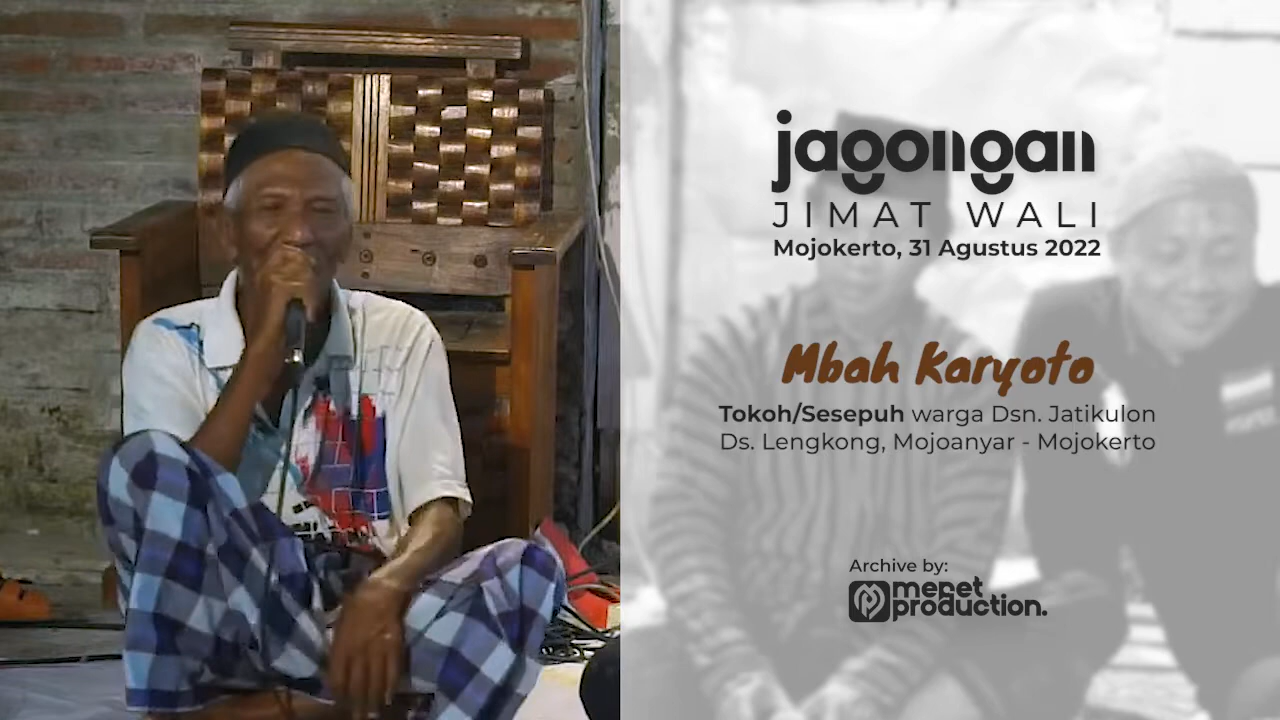 jagongan
JIMAT WALI
Mojokerto, 31 Agustus 2022
Mbah Karyoto
Tokoh/Sesepuh warga Dsn. Jatikulon
Ds. Lengkong, Mojoanyar - Mojokerto
Archive by:
menet
production.